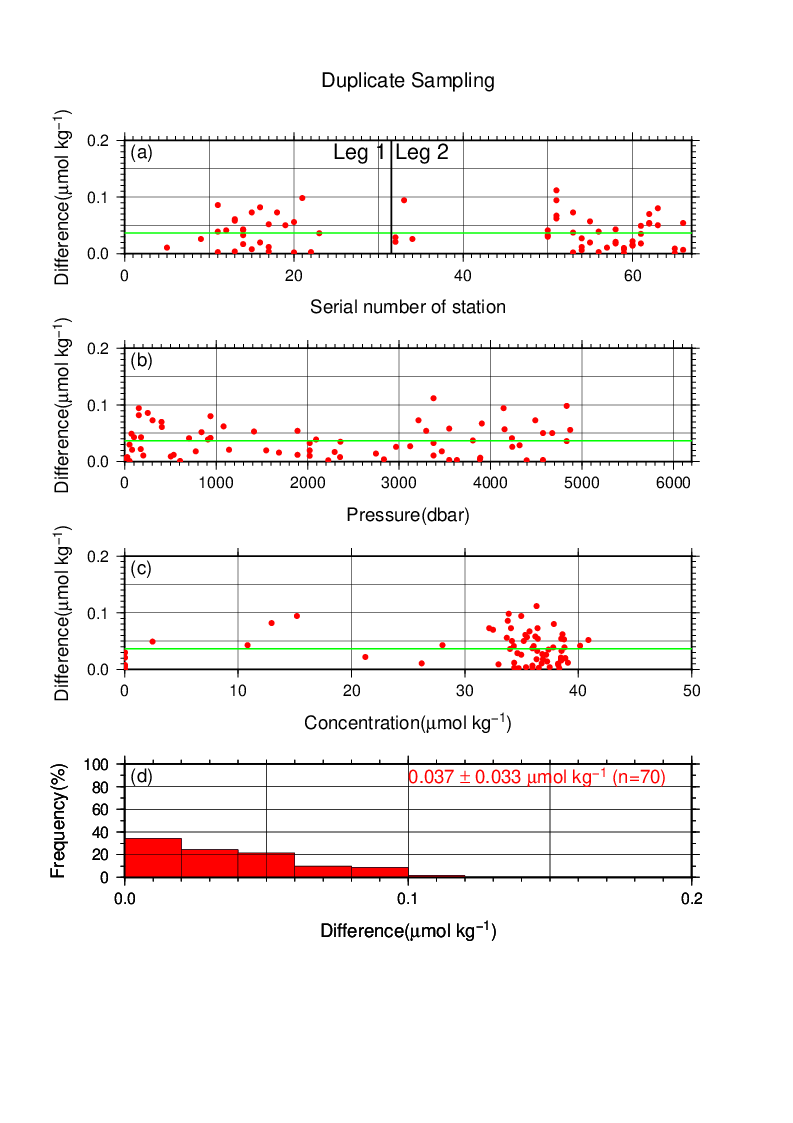 Duplicate Sampling
Difference(μmol kg⁻¹)
0.2
0.1
0.0
(a)
Leg 1
Leg 2
0
20
40
60
Serial number of station
Difference(μmol kg⁻¹)
0.2
0.1
0.0
(b)
0
1000
2000
3000
4000
5000
6000
Pressure(dbar)
Difference(μmol kg⁻¹)
0.2
0.1
0.0
(c)
0
10
20
30
40
50
Concentration(μmol kg⁻¹)
Frequency(%)
100
80
60
40
20
0
(d)
0.037 ± 0.033 μmol kg⁻¹ (n=70)
0.0
0.1
0.2
Difference(μmol kg⁻¹)